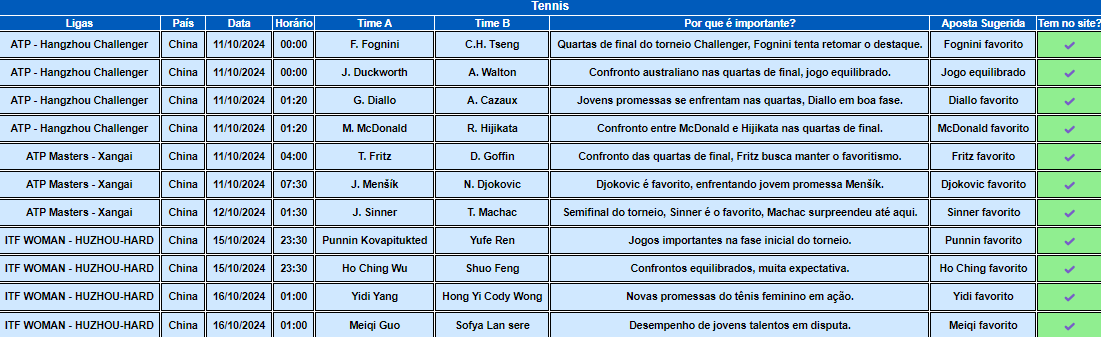 Tennis
Ligas País Data Horário Time A Time B Por que é importante? Aposta Sugerida Tem no site?
ATP - Hangzhou Challenger China 11/10/2024 00:00 F. Fognini C.H. Tseng Quartas de final do torneio Challenger, Fognini tenta retomar o destaque. Fognini favorito ✓
ATP - Hangzhou Challenger China 11/10/2024 00:00 J. Duckworth A. Walton Confronto australiano nas quartas de final, jogo equilibrado. Jogo equilibrado ✓
ATP - Hangzhou Challenger China 11/10/2024 01:20 G. Diallo A. Cazaux Jovens promessas se enfrentam nas quartas, Diallo em boa fase. Diallo favorito ✓
ATP - Hangzhou Challenger China 11/10/2024 01:20 M. McDonald R. Hijikata Confronto entre McDonald e Hijikata nas quartas de final. McDonald favorito ✓
ATP Masters - Xangai China 11/10/2024 04:00 T. Fritz D. Goffin Confronto das quartas de final, Fritz busca manter o favoritismo. Fritz favorito ✓
ATP Masters - Xangai China 11/10/2024 07:30 J. Menšík N. Djokovic Djokovic é favorito, enfrentando jovem promessa Menšík. Djokovic favorito ✓
ATP Masters - Xangai China 12/10/2024 01:30 J. Sinner T. Machac Semifinal do torneio, Sinner é o favorito, Machac surpreendeu até aqui. Sinner favorito ✓
ITF WOMAN - HUZHOU-HARD China 15/10/2024 23:30 Punnin Kovapitukted Yufe Ren Jogos importantes na fase inicial do torneio. Punnin favorito ✓
ITF WOMAN - HUZHOU-HARD China 15/10/2024 23:30 Ho Ching Wu Shuo Feng Confrontos equilibrados, muita expectativa. Ho Ching favorito ✓
ITF WOMAN - HUZHOU-HARD China 16/10/2024 01:00 Yidi Yang Hong Yi Cody Wong Novas promessas do tênis feminino em ação. Yidi favorito ✓
ITF WOMAN - HUZHOU-HARD China 16/10/2024 01:00 Meiqi Guo Sofya Lan sere Desempenho de jovens talentos em disputa. Meiqi favorito ✓